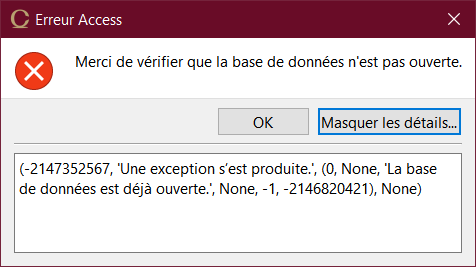 Erreur Access
Merci de vérifier que la base de données n'est pas ouverte.
OK
Masquer les détails...
(-2147352567, 'Une exception s’est produite.', (0, None, 'La base
de données est déjà ouverte.', None, -1, -2146820421), None)